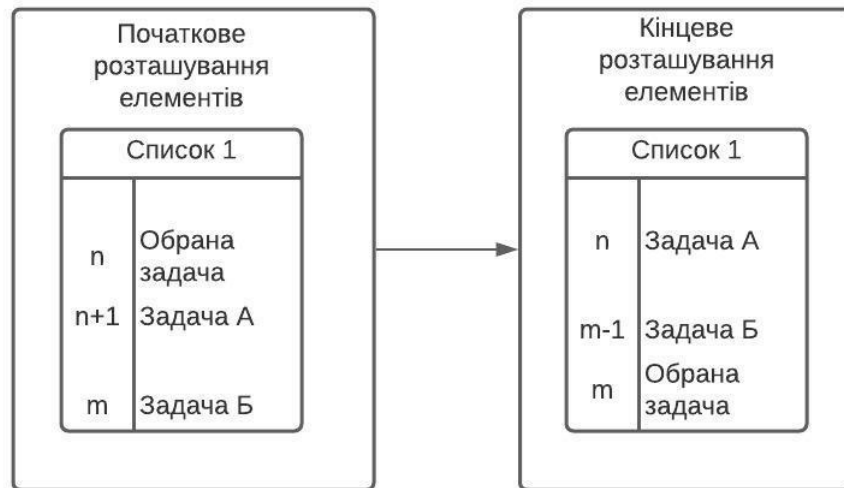 Початкове
розташування
елементів
Список 1
n
Обрана
задача
n+1 Задача А
m Задача Б
Кінцеве
розташування
елементів
Список 1
n Задача А
m-1 Задача Б
m
Обрана
задача